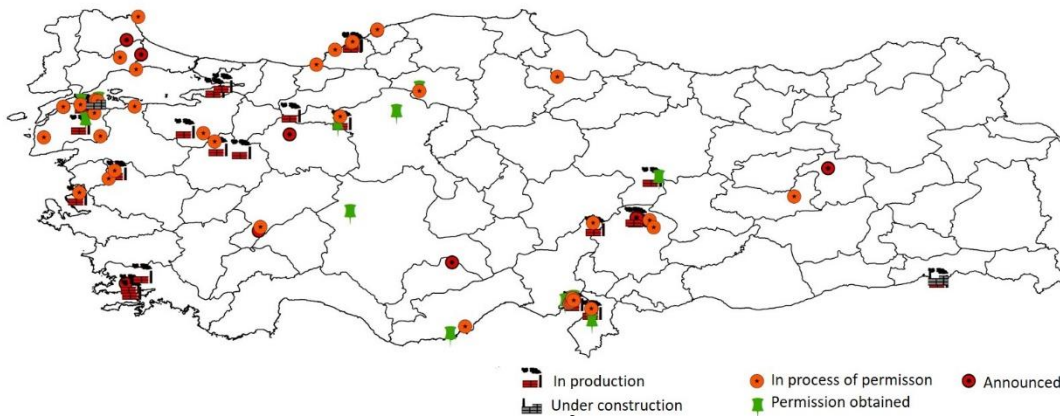 In production
In process of permisson
Announced
Under construction
Permission obtained